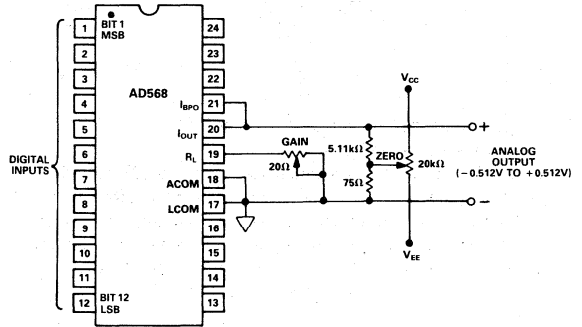 BIT 1
MSB
AD568
DIGITAL
INPUTS
1
2
3
4
5
6
7
8
9
10
11
12
BIT 12
LSB
24
23
22
I_BPO 21
I_OUT 20
R_L 19
ACOM 18
LCOM 17
16
15
14
13
GAIN
20Ω
5.11kΩ
75Ω
ZERO
20kΩ
V_CC
V_EE
+
ANALOG
OUTPUT
(−0.512V TO +0.512V)
−